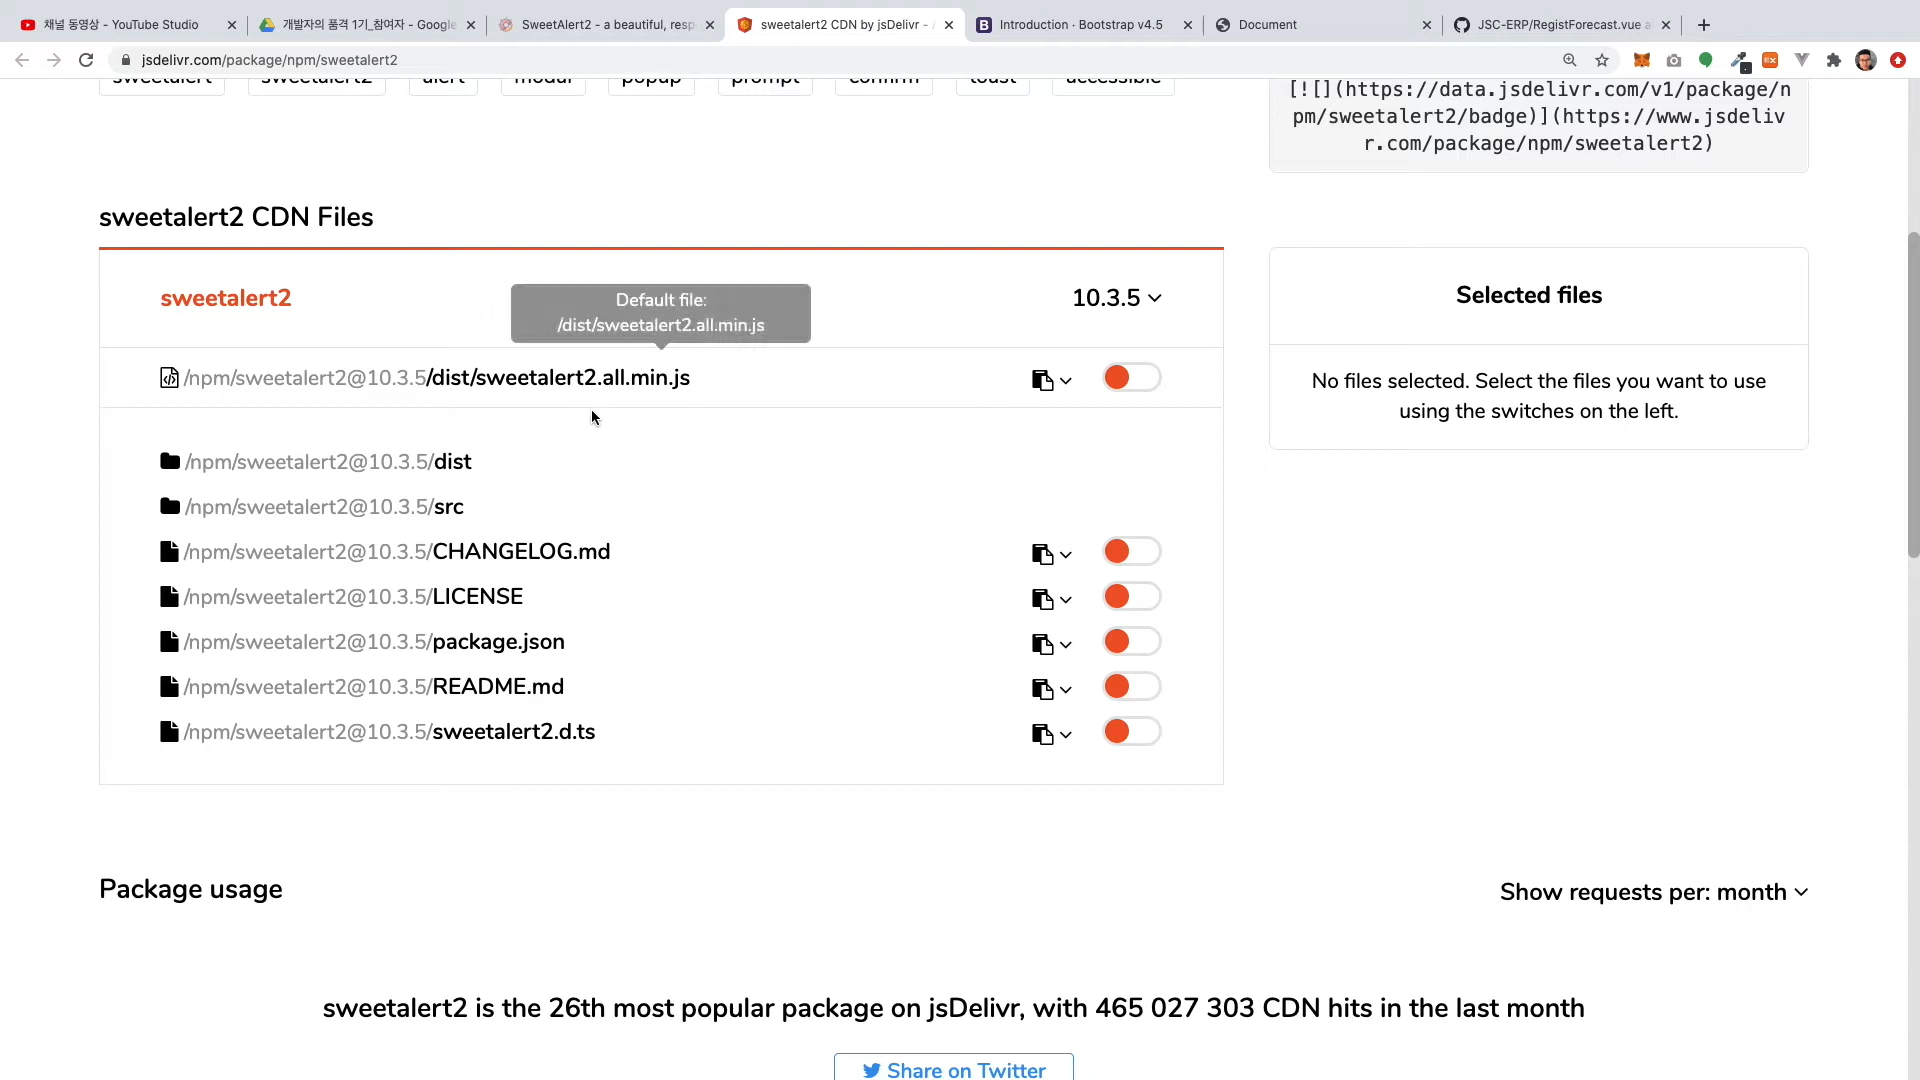 채널 동영상 - YouTube Studio
개발자의 품격 1기_참여자 - Google
SweetAlert2 - a beautiful, resp
sweetalert2 CDN by jsDelivr - A
Introduction · Bootstrap v4.5
Document
JSC-ERP/RegistForecast.vue a
jsdelivr.com/package/npm/sweetalert2
sweetalert
sweetalert2
alert
modal
popup
prompt
confirm
toast
accessible
[![](https://data.jsdelivr.com/v1/package/n
pm/sweetalert2/badge)](https://www.jsdeliv
r.com/package/npm/sweetalert2)
sweetalert2 CDN Files
sweetalert2
Default file:
/dist/sweetalert2.all.min.js
10.3.5
/npm/sweetalert2@10.3.5/dist/sweetalert2.all.min.js
/npm/sweetalert2@10.3.5/dist
/npm/sweetalert2@10.3.5/src
/npm/sweetalert2@10.3.5/CHANGELOG.md
/npm/sweetalert2@10.3.5/LICENSE
/npm/sweetalert2@10.3.5/package.json
/npm/sweetalert2@10.3.5/README.md
/npm/sweetalert2@10.3.5/sweetalert2.d.ts
Selected files
No files selected. Select the files you want to use
using the switches on the left.
Package usage
Show requests per: month
sweetalert2 is the 26th most popular package on jsDelivr, with 465 027 303 CDN hits in the last month
Share on Twitter